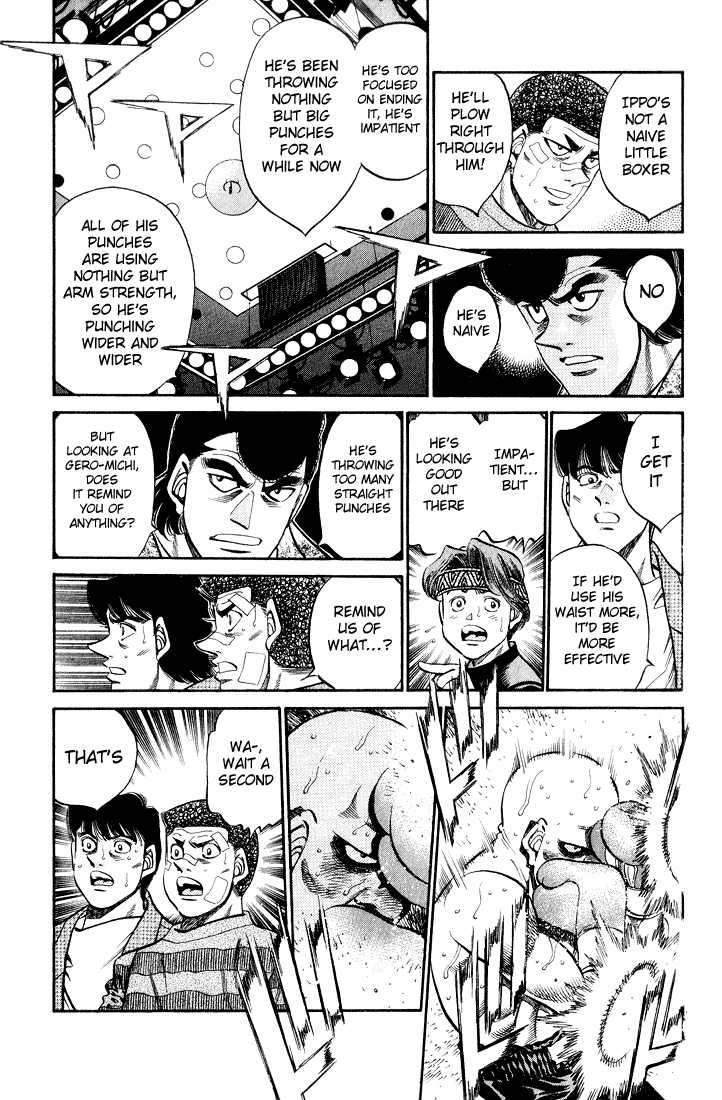 IPPO'S
NOT A
NAIVE
LITTLE
BOXER
HE'LL
PLOW
RIGHT
THROUGH
HIM!
NO
HE'S
NAIVE
HE'S TOO
FOCUSED
ON ENDING
IT, HE'S
IMPATIENT
HE'S BEEN
THROWING
NOTHING
BUT BIG
PUNCHES
FOR A
WHILE NOW
ALL OF HIS
PUNCHES
ARE USING
NOTHING BUT
ARM STRENGTH,
SO HE'S
PUNCHING
WIDER AND
WIDER
I
GET
IT
IF HE'D
USE HIS
WAIST MORE,
IT'D BE
MORE
EFFECTIVE
IMPA-
TIENT...
BUT
HE'S
LOOKING
GOOD
OUT
THERE
HE'S
THROWING
TOO MANY
STRAIGHT
PUNCHES
BUT
LOOKING AT
GERO-MICHI,
DOES
IT REMIND
YOU OF
ANYTHING?
REMIND
US OF
WHAT...?
WA-,
WAIT A
SECOND
THAT'S